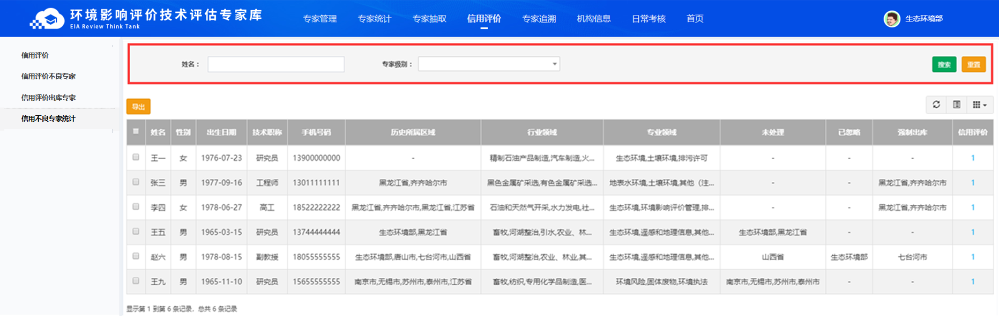 环境影响评价技术评估专家库
EIA Review Think Tank
专家管理 专家统计 专家抽取 信用评价 专家追溯 机构信息 日常考核 首页
生态环境部
信用评价
信用评价不良专家
信用评价出库专家
信用不良专家统计
姓名： 专家级别： 搜索 重置
导出
姓名 性别 出生日期 技术职称 手机号码 历史所属区域 行业领域 专业领域 未处理 已忽略 强制出库 信用评价
王一 女 1976-07-23 研究员 13900000000 - 精制石油产品制造,汽车制造,火... 生态环境,土壤环境,排污许可 - - - 1
张三 男 1977-09-16 工程师 13011111111 黑龙江省,齐齐哈尔市 黑色金属矿采选,有色金属矿采选... 地表水环境,土壤环境,其他（注... - - 黑龙江省,齐齐哈尔市 1
李四 女 1978-06-27 高工 18522222222 黑龙江省,齐齐哈尔市,黑龙江省,江苏省 石油和天然气开采,水力发电,社... 生态环境,环境影响评价管理,排... - - 黑龙江省,齐齐哈尔市 1
王五 男 1965-03-15 研究员 13744444444 生态环境部,黑龙江省 畜牧,河湖整治,引水,农业、林... 生态环境,遥感和地理信息,其他... 生态环境部,黑龙江省 - - 1
赵六 男 1978-08-15 副教授 18055555555 生态环境部,唐山市,七台河市,山西省 畜牧,河湖整治,农业、林业,其... 生态环境,遥感和地理信息,其他... 山西省 生态环境部 七台河市 1
王九 男 1965-11-10 研究员 15655555555 南京市,无锡市,苏州市,泰州市,江苏省 畜牧,纺织,专用化学品制造,医... 环境风险,固体废物,环境执法 南京市,无锡市,苏州市,泰州市 - - 1
显示第 1 到第 6 条记录，总共 6 条记录